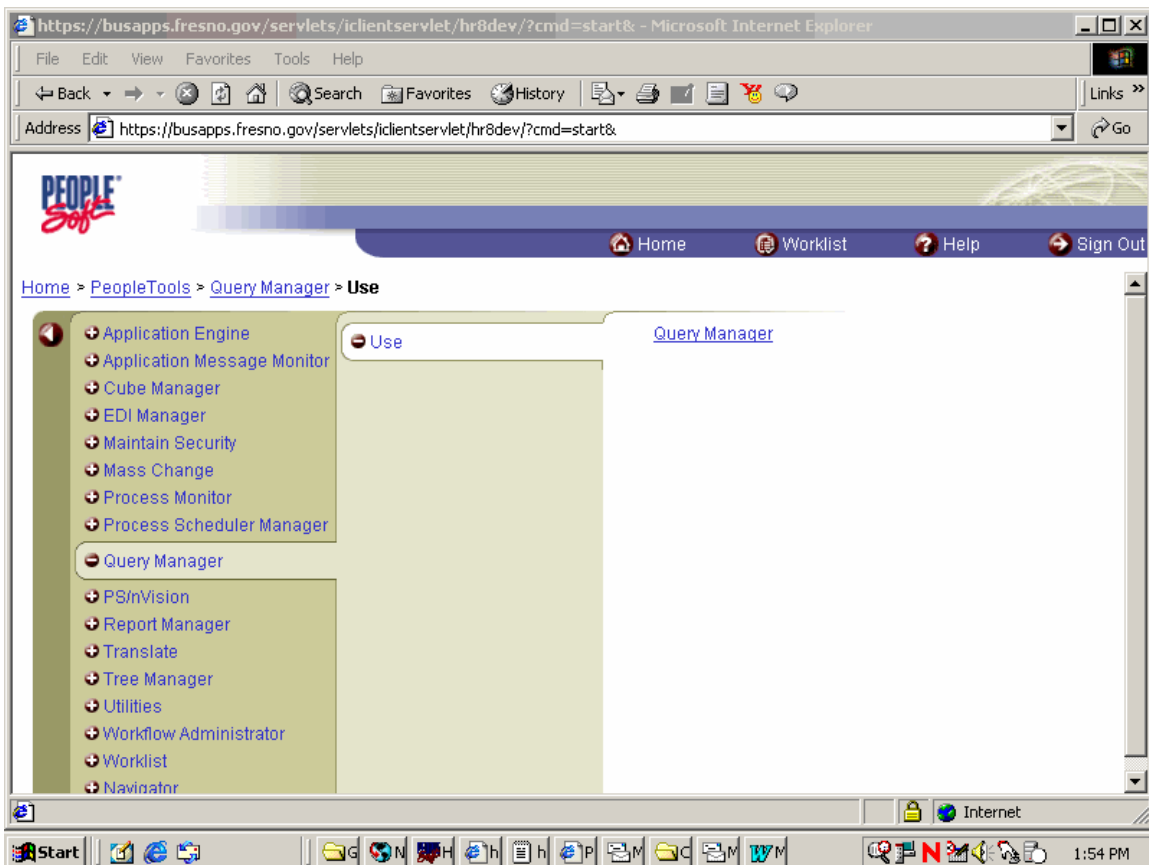 https://busapps.fresno.gov/servlets/iclientservlet/hr8dev/?cmd=start& - Microsoft Internet Explorer
File Edit View Favorites Tools Help
Back Search Favorites History Links »
Address https://busapps.fresno.gov/servlets/iclientservlet/hr8dev/?cmd=start& Go
PEOPLE
Soft
Home Worklist Help Sign Out
Home > PeopleTools > Query Manager > Use
Application Engine
Application Message Monitor
Cube Manager
EDI Manager
Maintain Security
Mass Change
Process Monitor
Process Scheduler Manager
Query Manager
PS/nVision
Report Manager
Translate
Tree Manager
Utilities
Workflow Administrator
Worklist
Navigator
Use
Query Manager
Internet
Start G N H h h P M C M M 1:54 PM